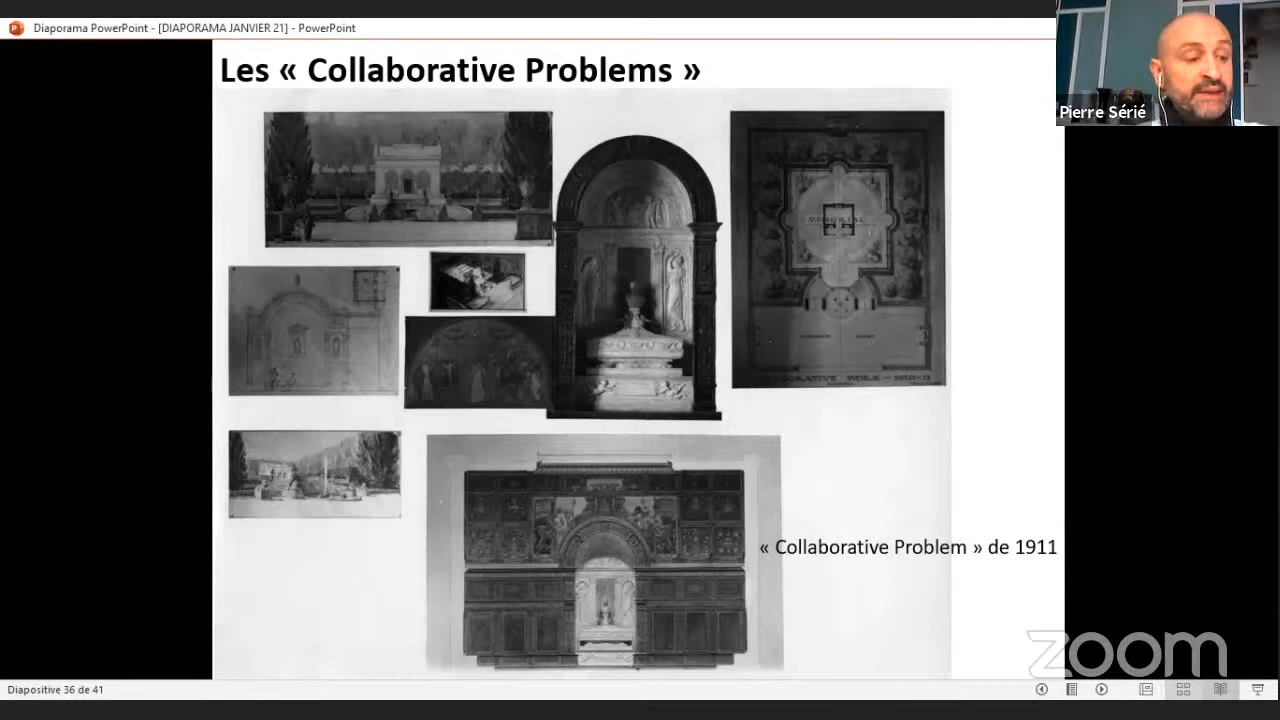 Diaporama PowerPoint - [DIAPORAMA JANVIER 21] - PowerPoint
Les « Collaborative Problems »
Pierre Sérié
MEMORIAL
« Collaborative Problem » de 1911
zoom
Diapositive 36 de 41